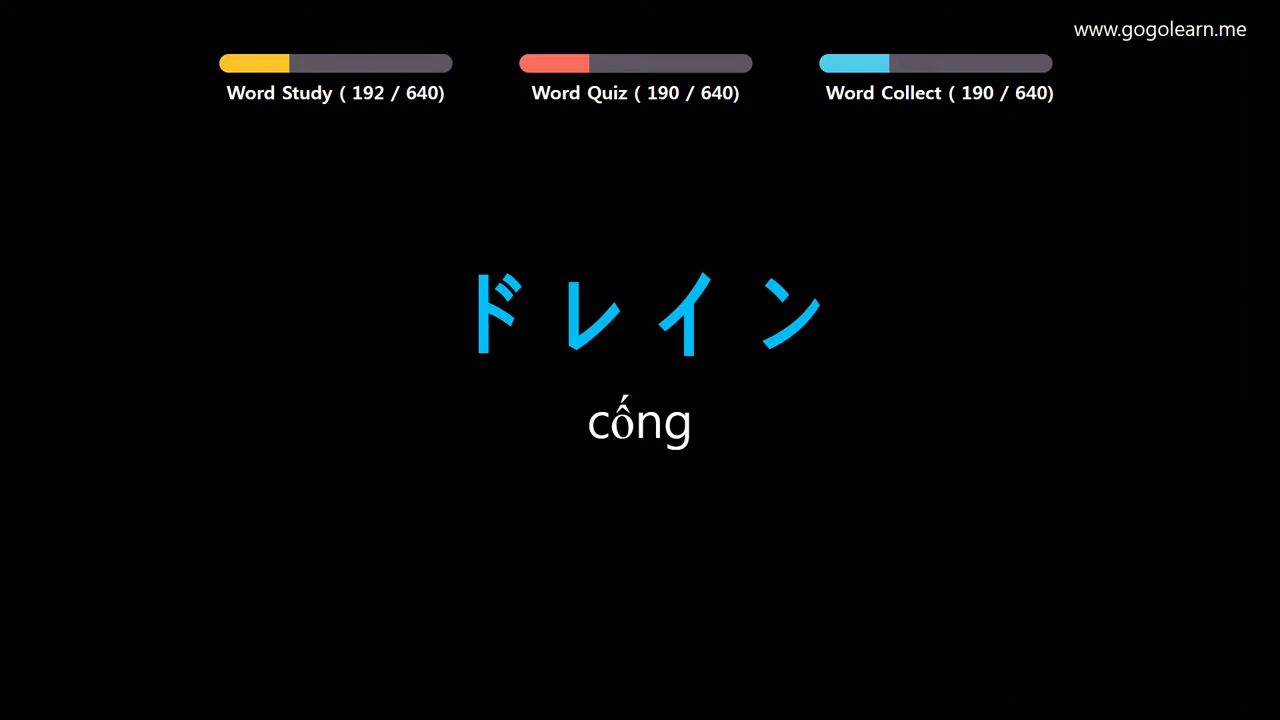 www.gogolearn.me
Word Study ( 192 / 640)
Word Quiz ( 190 / 640)
Word Collect ( 190 / 640)
ドレイン
cống